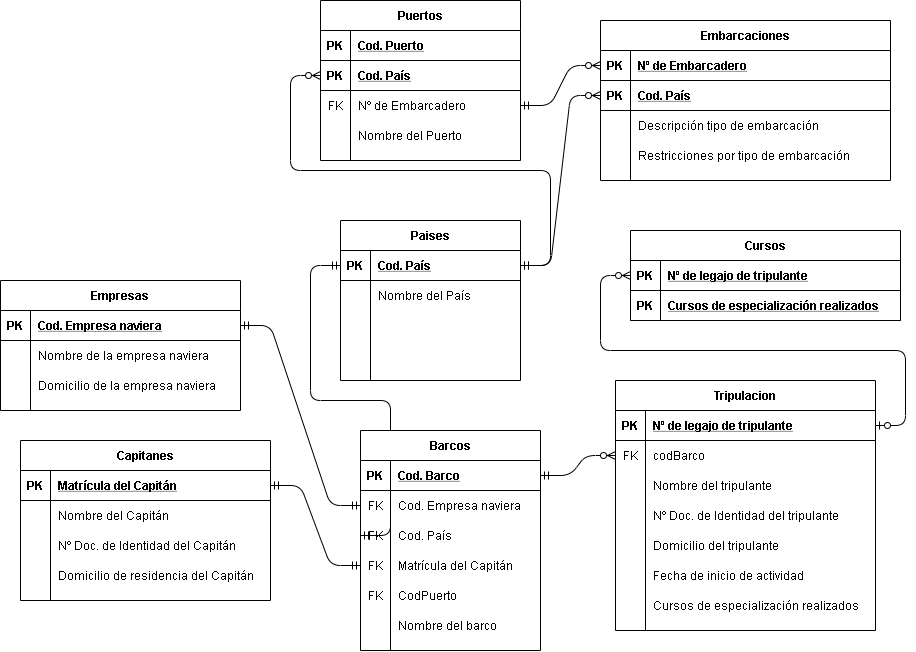 Puertos
PK Cod. Puerto
PK Cod. País
FK Nº de Embarcadero
Nombre del Puerto
Embarcaciones
PK Nº de Embarcadero
PK Cod. País
Descripción tipo de embarcación
Restricciones por tipo de embarcación
Paises
PK Cod. País
Nombre del País
Cursos
PK Nº de legajo de tripulante
PK Cursos de especialización realizados
Empresas
PK Cod. Empresa naviera
Nombre de la empresa naviera
Domicilio de la empresa naviera
Tripulacion
PK Nº de legajo de tripulante
FK codBarco
Nombre del tripulante
Nº Doc. de Identidad del tripulante
Domicilio del tripulante
Fecha de inicio de actividad
Cursos de especialización realizados
Capitanes
PK Matrícula del Capitán
Nombre del Capitán
Nº Doc. de Identidad del Capitán
Domicilio de residencia del Capitán
Barcos
PK Cod. Barco
FK Cod. Empresa naviera
FK Cod. País
FK Matrícula del Capitán
FK CodPuerto
Nombre del barco